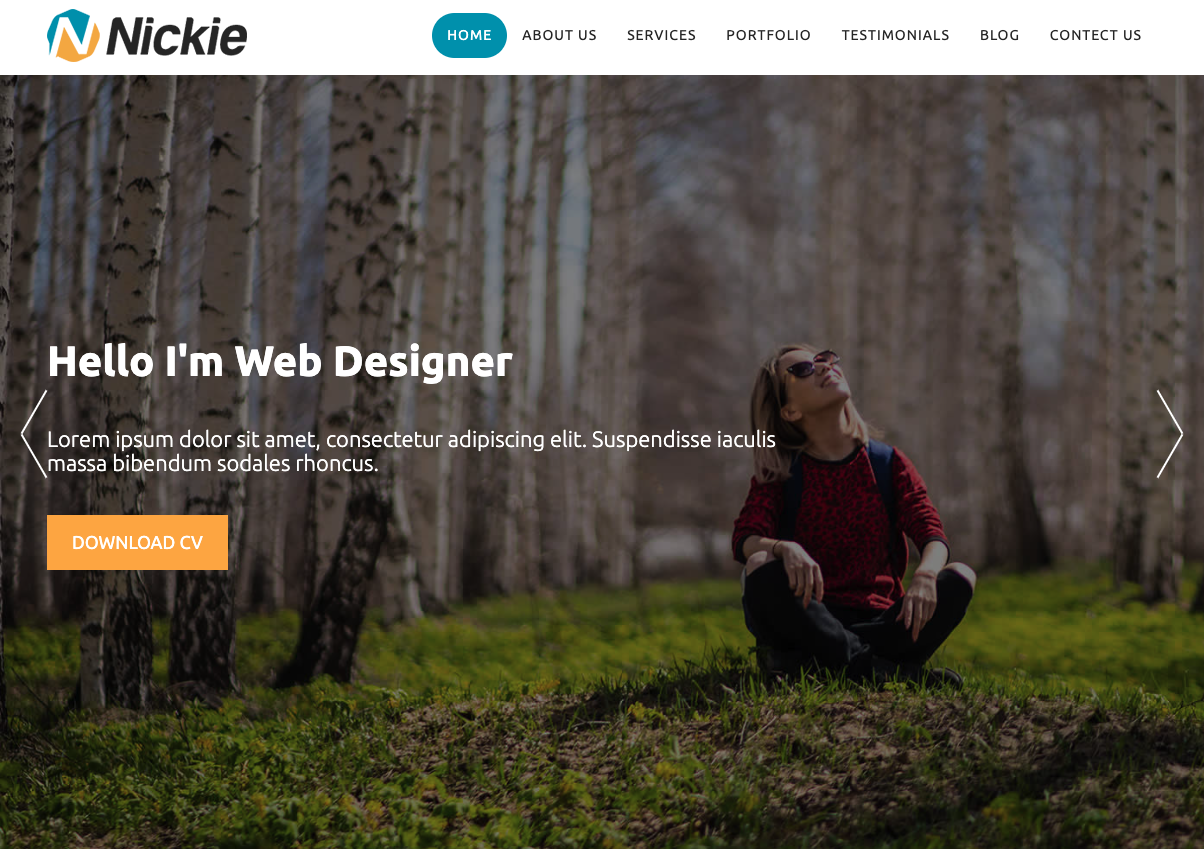 Nickie
HOME ABOUT US SERVICES PORTFOLIO TESTIMONIALS BLOG CONTECT US
Hello I'm Web Designer
Lorem ipsum dolor sit amet, consectetur adipiscing elit. Suspendisse iaculis
massa bibendum sodales rhoncus.
DOWNLOAD CV